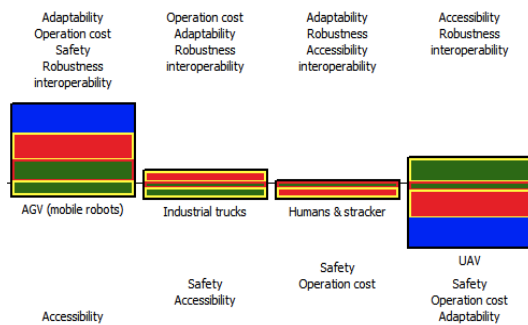 Adaptability
Operation cost
Safety
Robustness
interoperability
Operation cost
Adaptability
Robustness
interoperability
Adaptability
Robustness
Accessibility
interoperability
Accessibility
Robustness
interoperability
AGV (mobile robots)
Industrial trucks
Humans & stracker
UAV
Accessibility
Safety
Accessibility
Safety
Operation cost
Safety
Operation cost
Adaptability